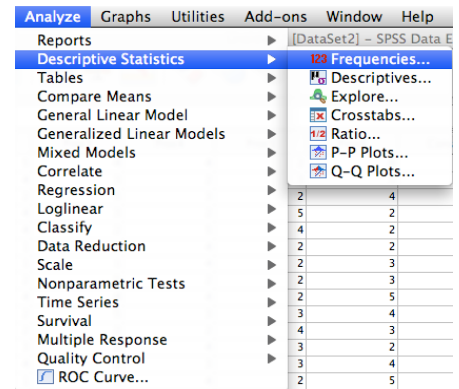 Analyze Graphs Utilities Add-ons Window Help
[DataSet2] – SPSS Data E
Reports
Descriptive Statistics
Tables
Compare Means
General Linear Model
Generalized Linear Models
Mixed Models
Correlate
Regression
Loglinear
Classify
Data Reduction
Scale
Nonparametric Tests
Time Series
Survival
Multiple Response
Quality Control
ROC Curve...
123 Frequencies...
Descriptives...
Explore...
Crosstabs...
1/2 Ratio...
P-P Plots...
Q-Q Plots...
2 4
5 2
4 2
2 2
2 3
2 3
2 5
3 4
4 3
3 2
3 4
2 5